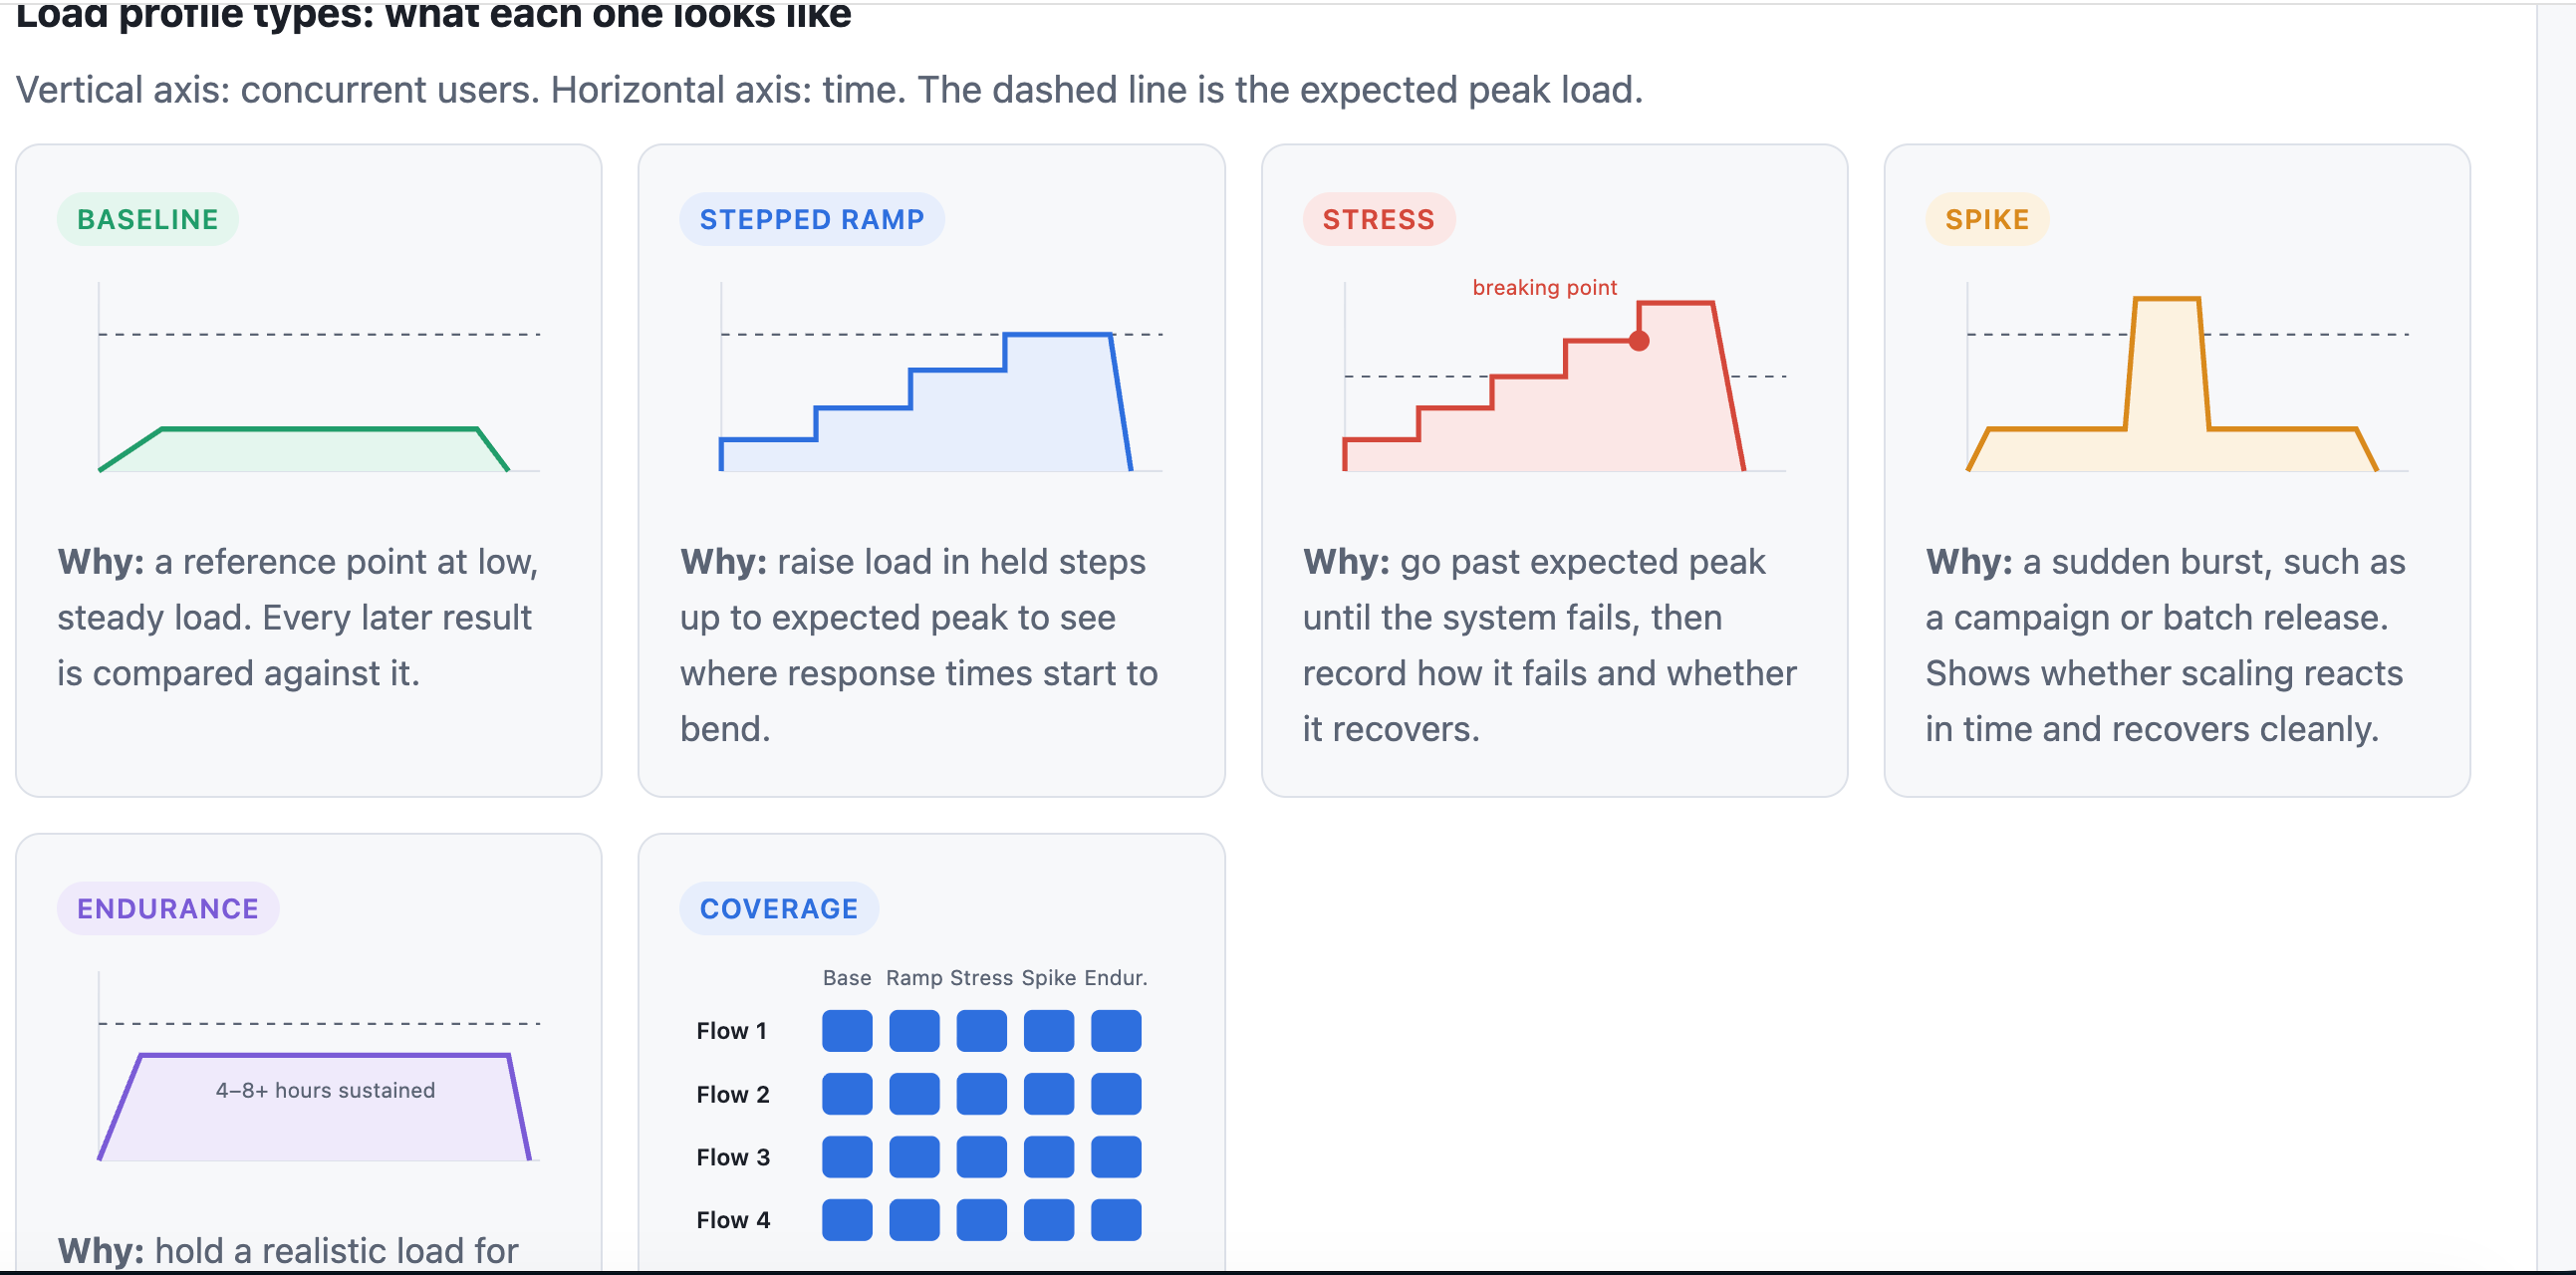 Load profile types: what each one looks like
Vertical axis: concurrent users. Horizontal axis: time. The dashed line is the expected peak load.
BASELINE
Why: a reference point at low,
steady load. Every later result
is compared against it.
STEPPED RAMP
Why: raise load in held steps
up to expected peak to see
where response times start to
bend.
STRESS
breaking point
Why: go past expected peak
until the system fails, then
record how it fails and whether
it recovers.
SPIKE
Why: a sudden burst, such as
a campaign or batch release.
Shows whether scaling reacts
in time and recovers cleanly.
ENDURANCE
4–8+ hours sustained
Why: hold a realistic load for
COVERAGE
Base Ramp Stress Spike Endur.
Flow 1
Flow 2
Flow 3
Flow 4